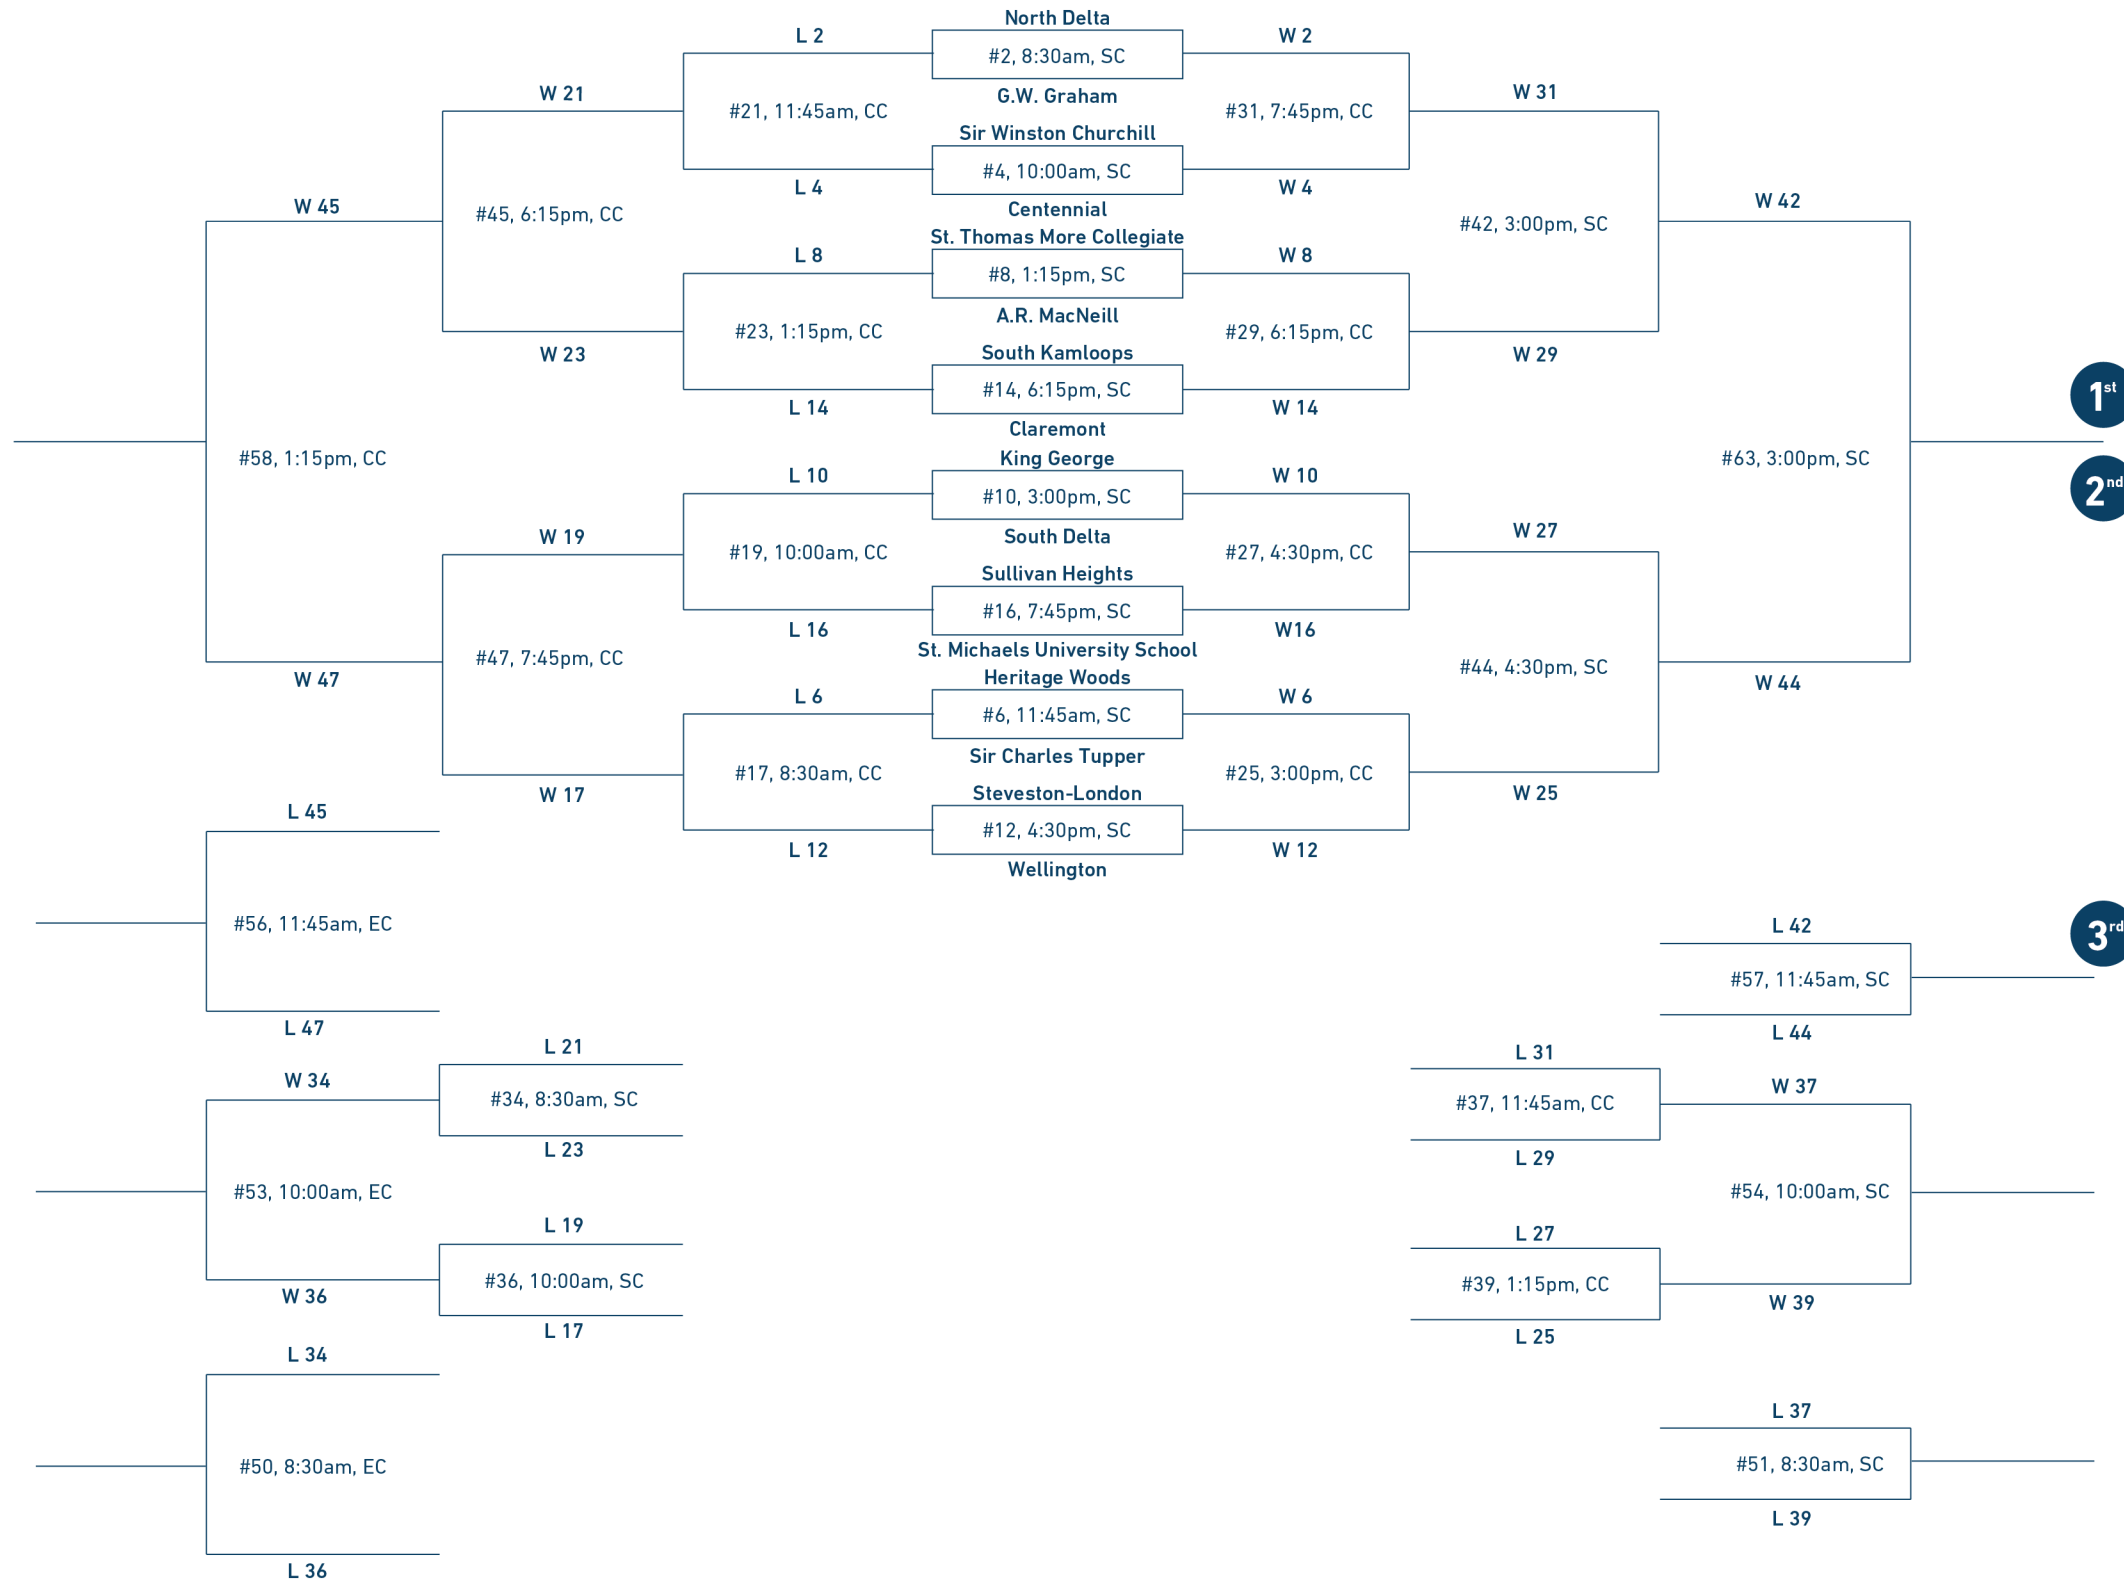 North Delta
L 2
#2, 8:30am, SC
W 2
W 21
G.W. Graham
W 31
#21, 11:45am, CC
#31, 7:45pm, CC
Sir Winston Churchill
#4, 10:00am, SC
L 4
W 4
W 45
#45, 6:15pm, CC
Centennial
#42, 3:00pm, SC
W 42
St. Thomas More Collegiate
L 8
#8, 1:15pm, SC
W 8
A.R. MacNeill
#23, 1:15pm, CC
#29, 6:15pm, CC
W 23
South Kamloops
W 29
#14, 6:15pm, SC
L 14
W 14
1st
Claremont
#58, 1:15pm, CC
King George
#63, 3:00pm, SC
L 10
#10, 3:00pm, SC
W 10
2nd
W 19
South Delta
W 27
#19, 10:00am, CC
#27, 4:30pm, CC
Sullivan Heights
#16, 7:45pm, SC
L 16
W16
#47, 7:45pm, CC
St. Michaels University School
#44, 4:30pm, SC
W 47
Heritage Woods
W 44
L 6
#6, 11:45am, SC
W 6
Sir Charles Tupper
#17, 8:30am, CC
#25, 3:00pm, CC
W 17
Steveston-London
W 25
L 45
#12, 4:30pm, SC
L 12
W 12
Wellington
#56, 11:45am, EC
L 42
3rd
#57, 11:45am, SC
L 47
L 44
L 21
L 31
W 34
#34, 8:30am, SC
#37, 11:45am, CC
W 37
L 23
L 29
#53, 10:00am, EC
#54, 10:00am, SC
L 19
L 27
#36, 10:00am, SC
#39, 1:15pm, CC
W 36
W 39
L 17
L 25
L 34
L 37
#50, 8:30am, EC
#51, 8:30am, SC
L 39
L 36